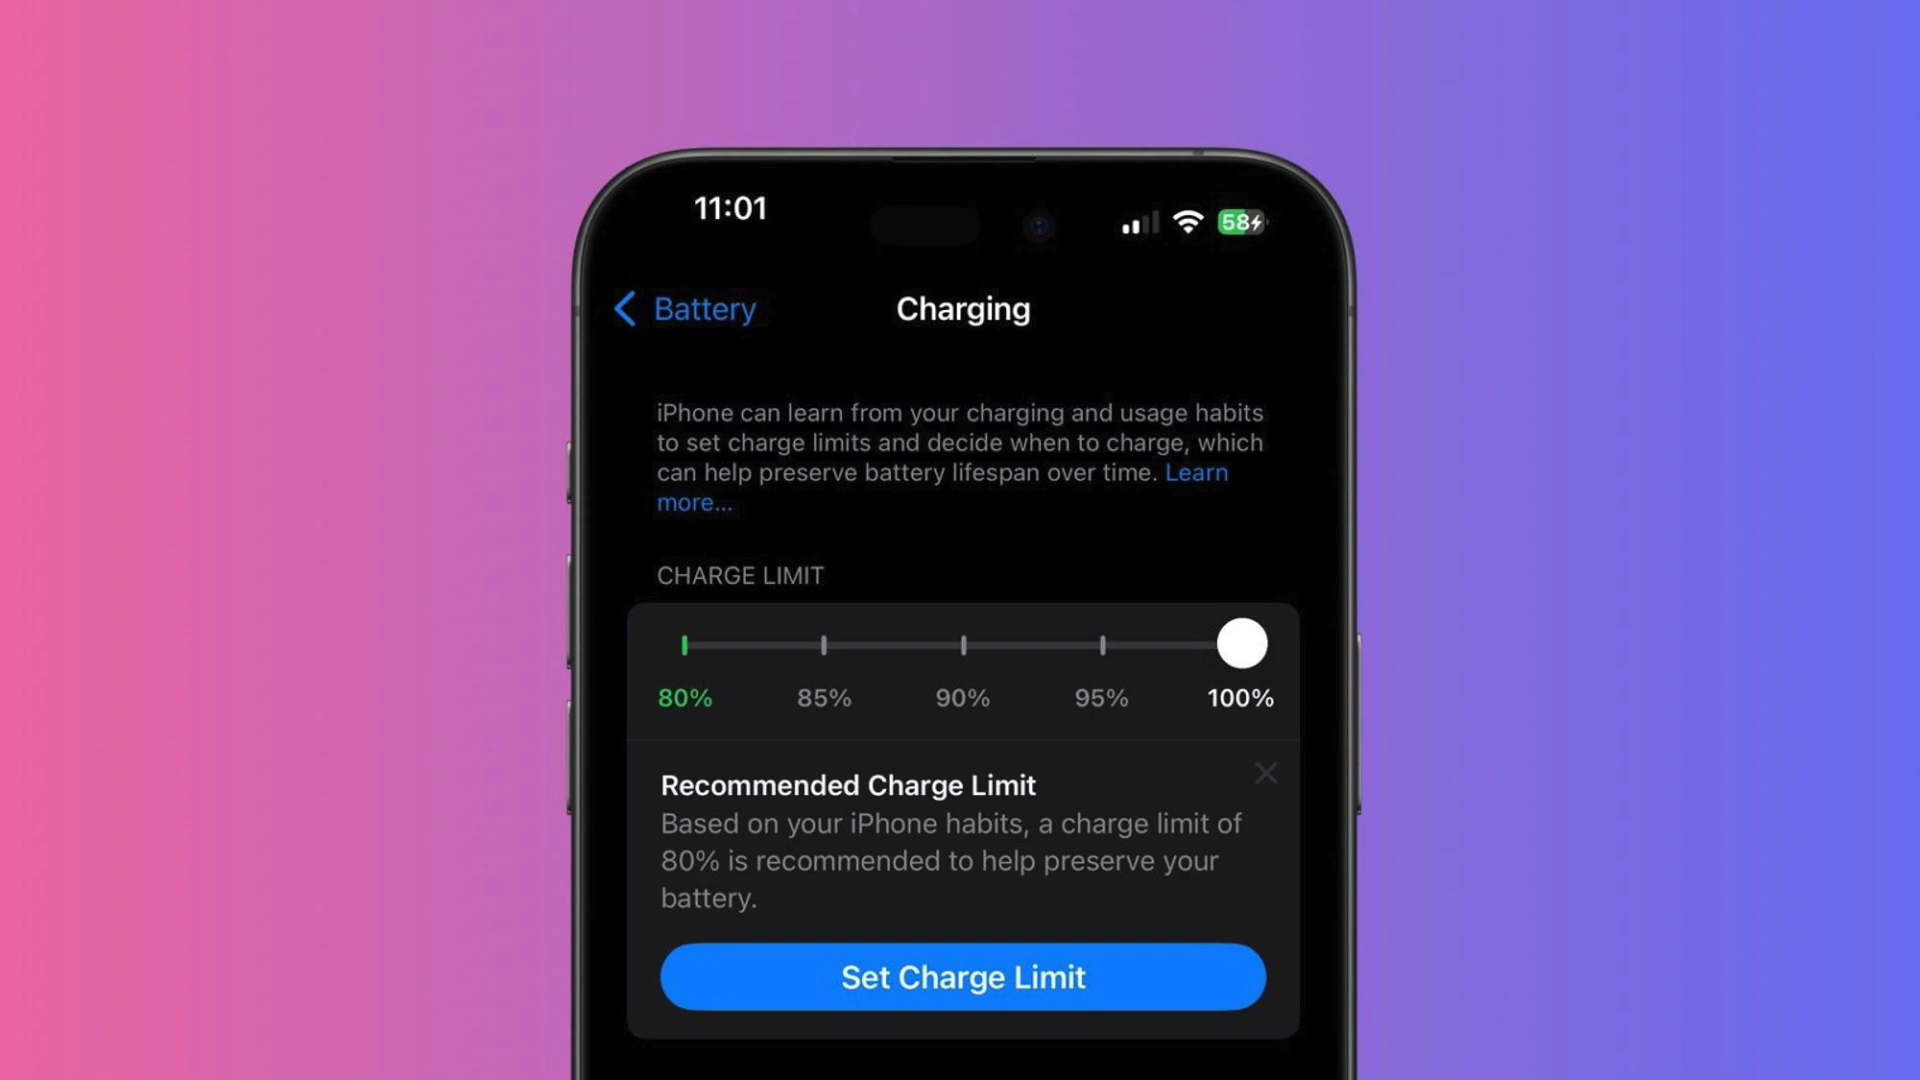 11:01
58
Battery
Charging
iPhone can learn from your charging and usage habits
to set charge limits and decide when to charge, which
can help preserve battery lifespan over time. Learn
more...
CHARGE LIMIT
80% 85% 90% 95% 100%
Recommended Charge Limit
Based on your iPhone habits, a charge limit of
80% is recommended to help preserve your
battery.
Set Charge Limit